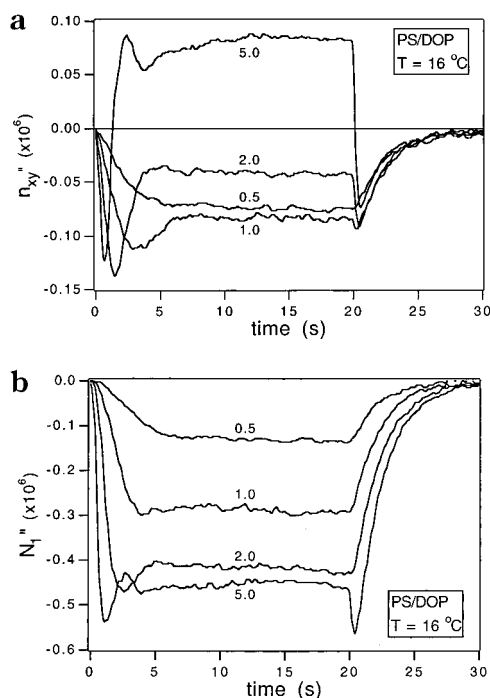 a
PS/DOP
T = 16 °C
5.0
2.0
0.5
1.0
0.10
0.05
0.00
-0.05
-0.10
-0.15
n_xy" (x10^6)
0 5 10 15 20 25 30
time (s)
b
0.5
1.0
2.0
5.0
0.0
-0.1
-0.2
-0.3
-0.4
-0.5
-0.6
N_1" (x10^6)
PS/DOP
T = 16 °C
0 5 10 15 20 25 30
time (s)